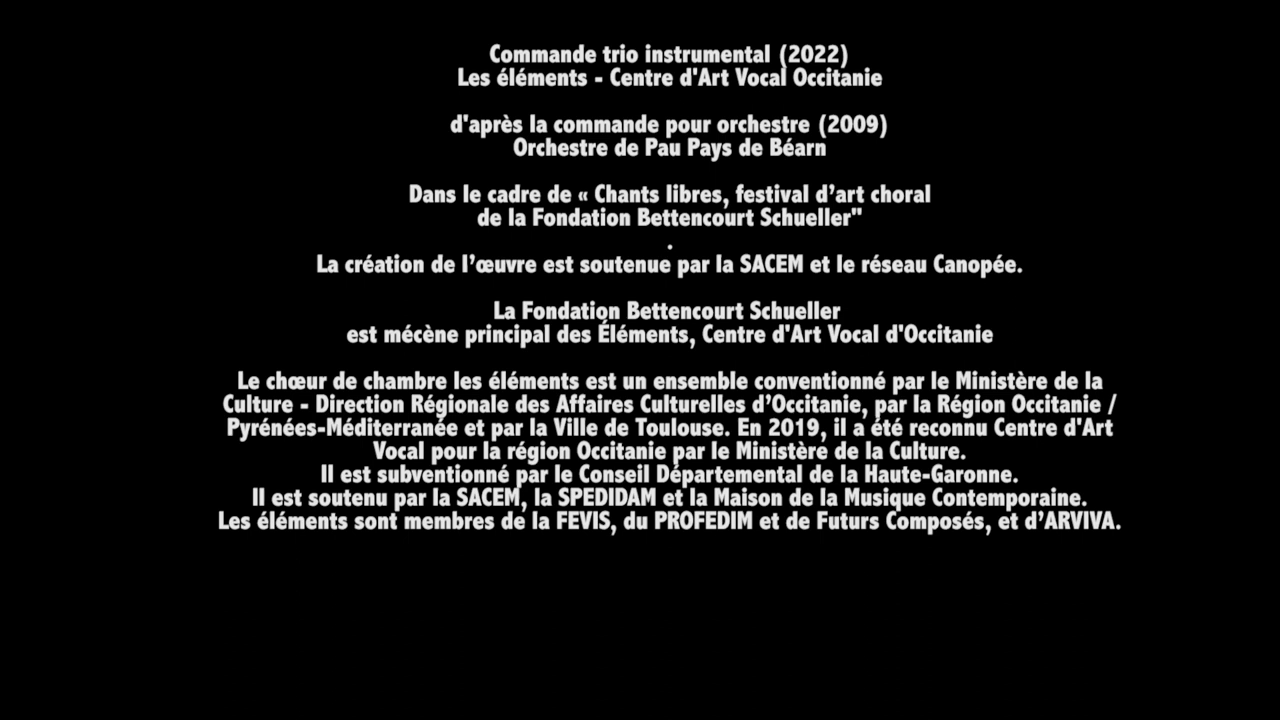 Commande trio instrumental (2022)
Les éléments - Centre d'Art Vocal Occitanie
d'après la commande pour orchestre (2009)
Orchestre de Pau Pays de Béarn
Dans le cadre de « Chants libres, festival d’art choral
de la Fondation Bettencourt Schueller"
.
La création de l’œuvre est soutenue par la SACEM et le réseau Canopée.
La Fondation Bettencourt Schueller
est mécène principal des Éléments, Centre d'Art Vocal d'Occitanie
Le chœur de chambre les éléments est un ensemble conventionné par le Ministère de la
Culture - Direction Régionale des Affaires Culturelles d’Occitanie, par la Région Occitanie /
Pyrénées-Méditerranée et par la Ville de Toulouse. En 2019, il a été reconnu Centre d'Art
Vocal pour la région Occitanie par le Ministère de la Culture.
Il est subventionné par le Conseil Départemental de la Haute-Garonne.
Il est soutenu par la SACEM, la SPEDIDAM et la Maison de la Musique Contemporaine.
Les éléments sont membres de la FEVIS, du PROFEDIM et de Futurs Composés, et d’ARVIVA.